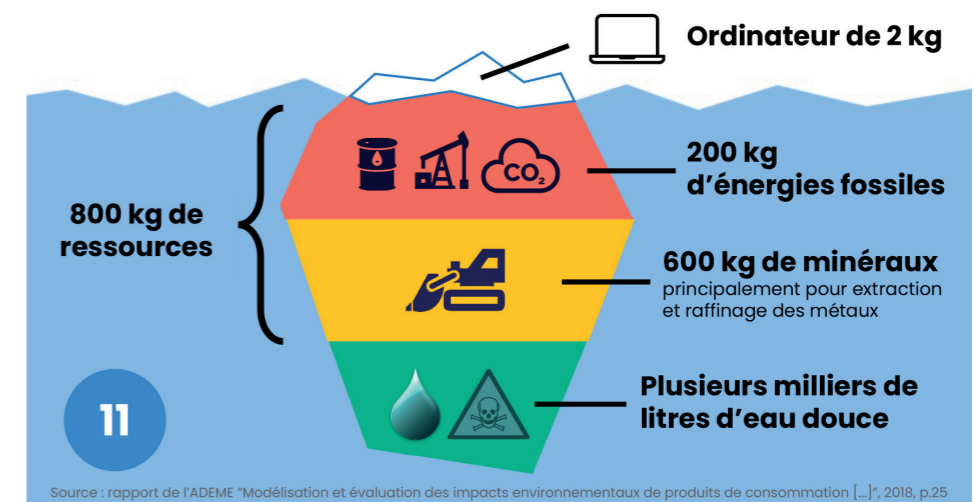 Ordinateur de 2 kg
CO₂
200 kg
d’énergies fossiles
800 kg de
ressources
600 kg de minéraux
principalement pour extraction
et raffinage des métaux
Plusieurs milliers de
litres d’eau douce
11
Source : rapport de l’ADEME “Modélisation et évaluation des impacts environnementaux de produits de consommation [...]”, 2018, p.25